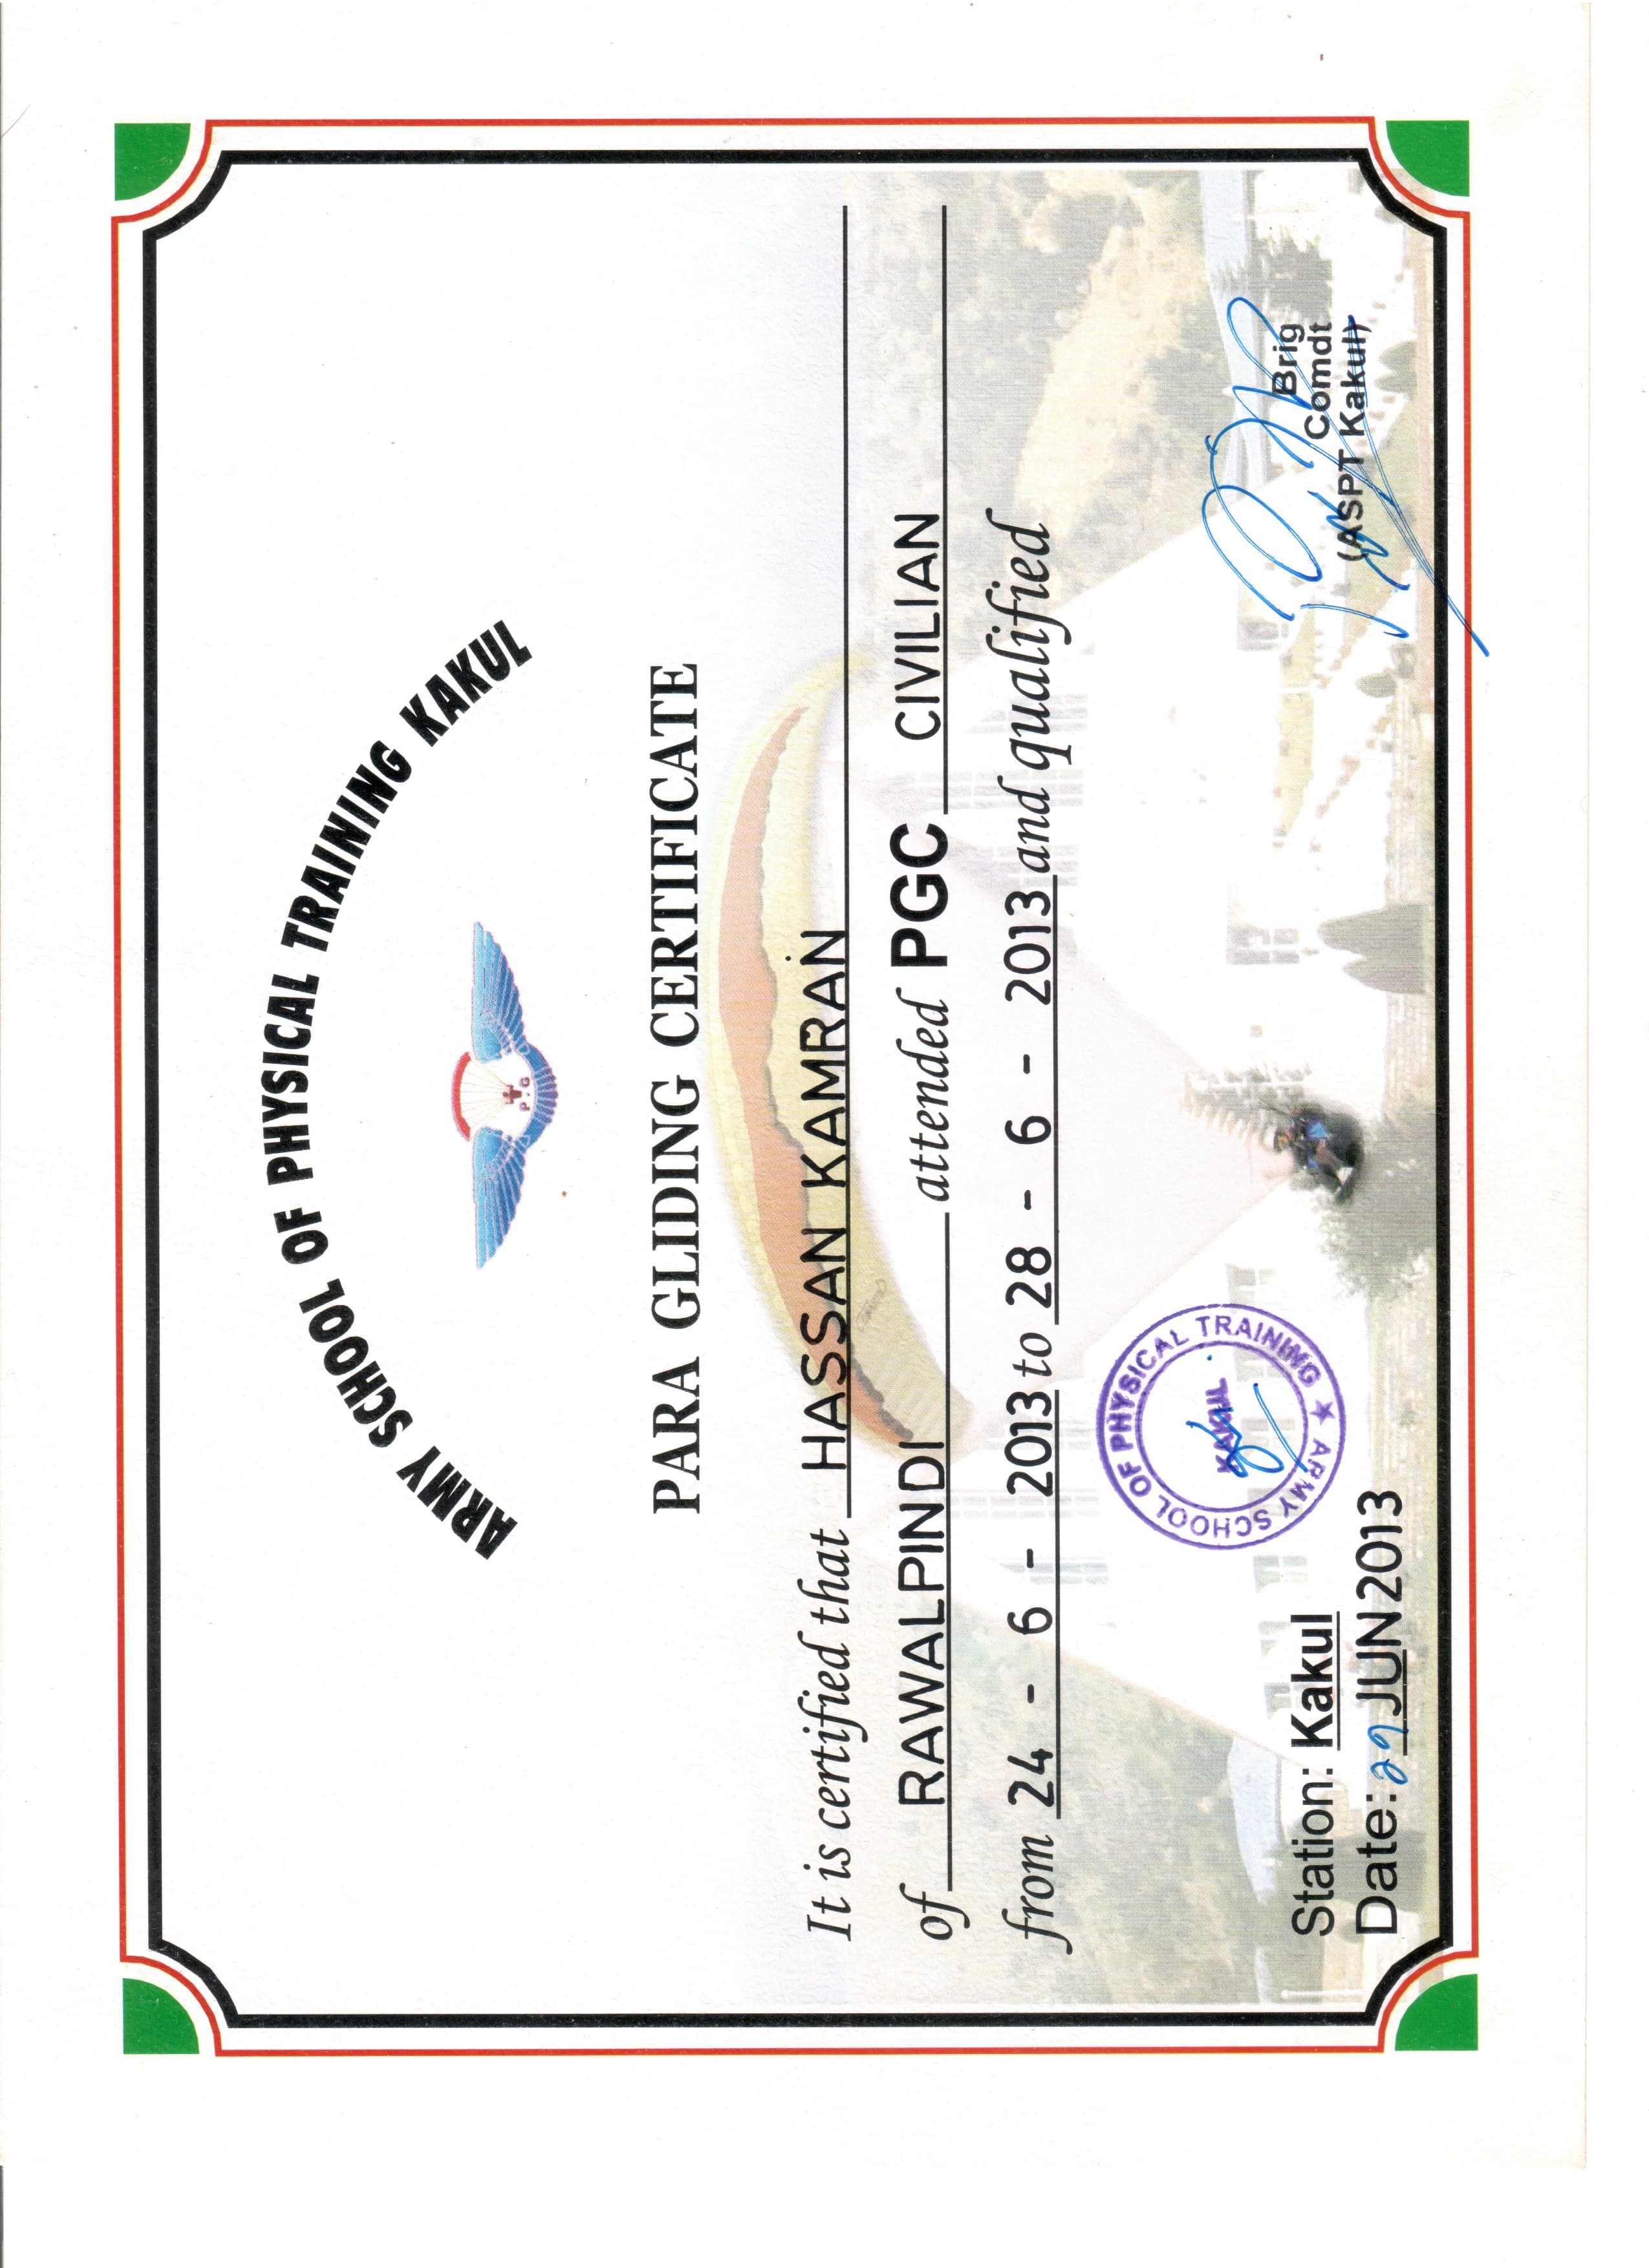 ARMY SCHOOL OF PHYSICAL TRAINING KAKUL
P.G
PARA GLIDING CERTIFICATE
It is certified that HASSAN KAMRAN
of RAWALPINDI attended PGC CIVILIAN
from 24 - 6 - 2013 to 28 - 6 - 2013 and qualified
ARMY SCHOOL OF PHYSICAL TRAINING ★
KAKUL
Brig
Comdt
(ASPT Kakul)
Station: Kakul
Date: 27 JUN 2013